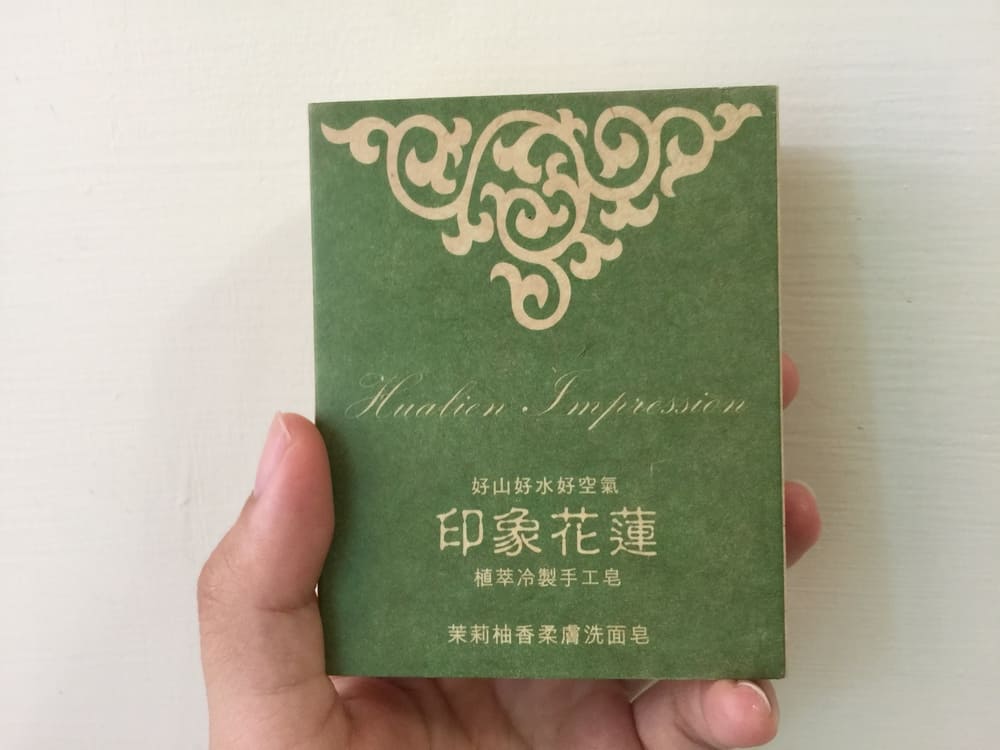 Hualien Impression
好山好水好空氣
印象花蓮
植萃冷製手工皂
茉莉柚香柔膚洗面皂